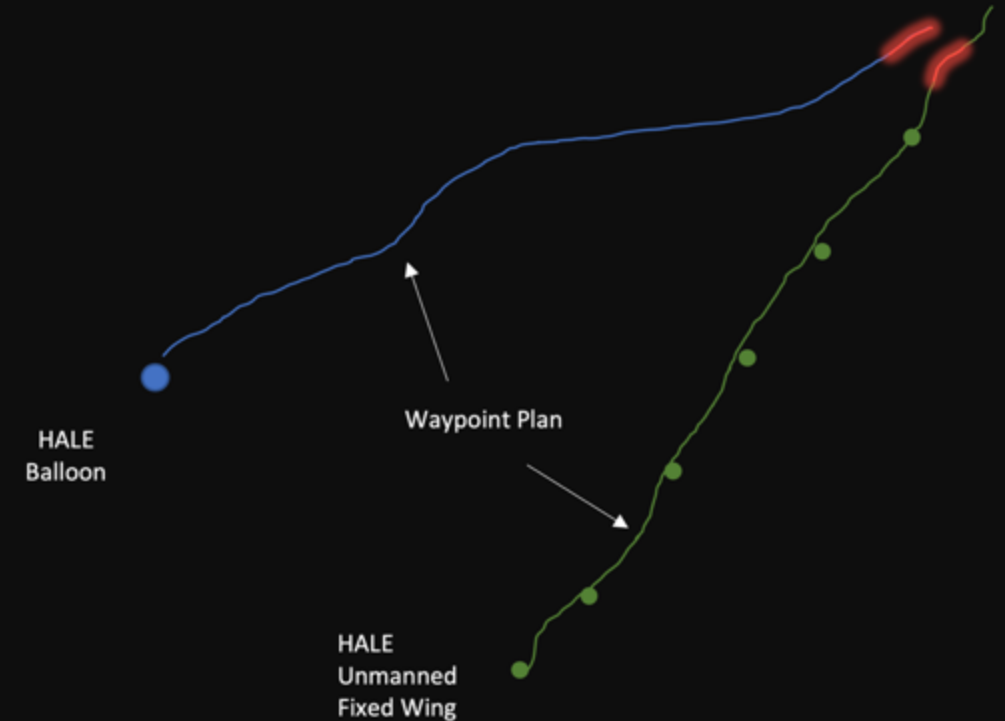 Waypoint Plan
HALE
Balloon
HALE
Unmanned
Fixed Wing